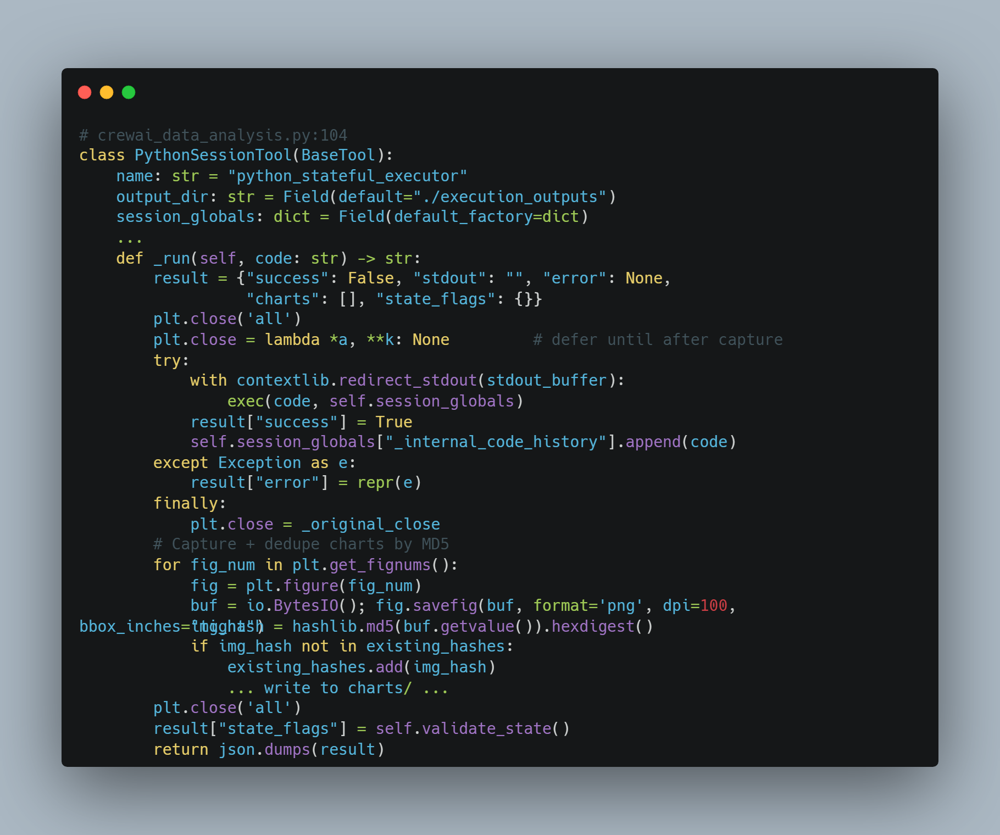 # crewai_data_analysis.py:104
class PythonSessionTool(BaseTool):
    name: str = "python_stateful_executor"
    output_dir: str = Field(default="./execution_outputs")
    session_globals: dict = Field(default_factory=dict)
    ...
    def _run(self, code: str) -> str:
        result = {"success": False, "stdout": "", "error": None,
                  "charts": [], "state_flags": {}}
        plt.close('all')
        plt.close = lambda *a, **k: None         # defer until after capture
        try:
            with contextlib.redirect_stdout(stdout_buffer):
                exec(code, self.session_globals)
            result["success"] = True
            self.session_globals["_internal_code_history"].append(code)
        except Exception as e:
            result["error"] = repr(e)
        finally:
            plt.close = _original_close
        # Capture + dedupe charts by MD5
        for fig_num in plt.get_fignums():
            fig = plt.figure(fig_num)
            buf = io.BytesIO(); fig.savefig(buf, format='png', dpi=100,
bbox_inches='tight')
            img_hash = hashlib.md5(buf.getvalue()).hexdigest()
            if img_hash not in existing_hashes:
                existing_hashes.add(img_hash)
                ... write to charts/ ...
        plt.close('all')
        result["state_flags"] = self.validate_state()
        return json.dumps(result)